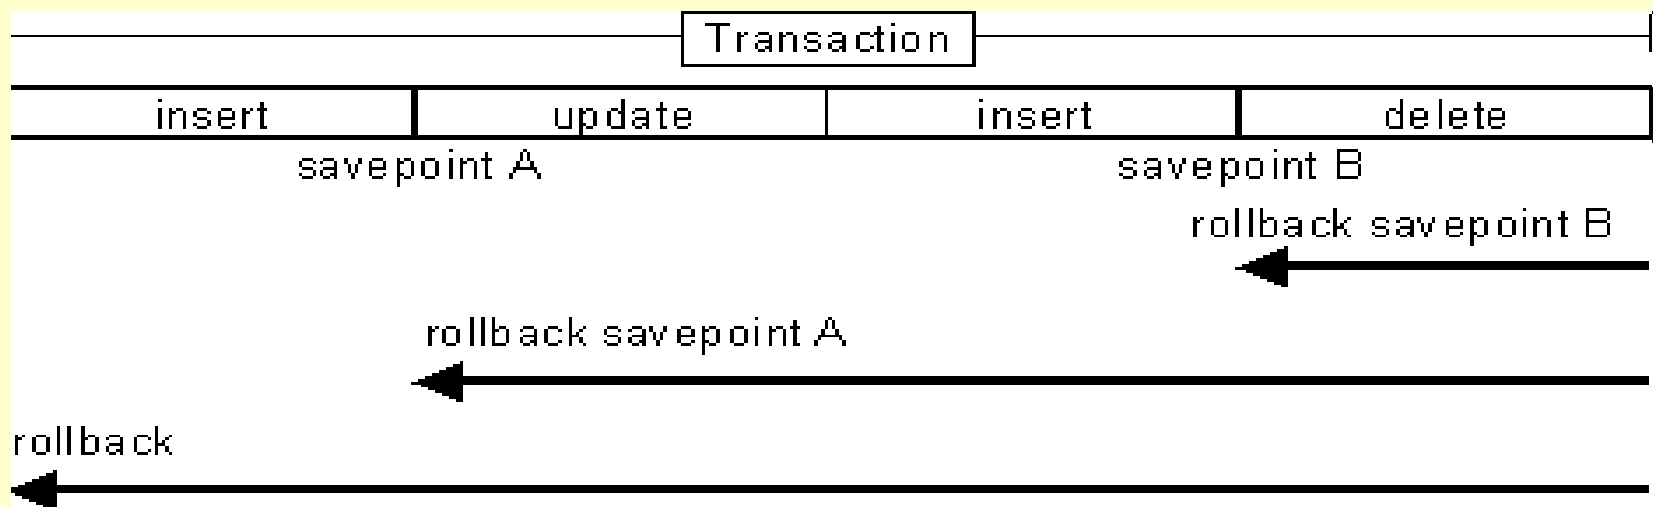 Transaction
insert update insert delete
savepoint A savepoint B
rollback savepoint B
rollback savepoint A
rollback